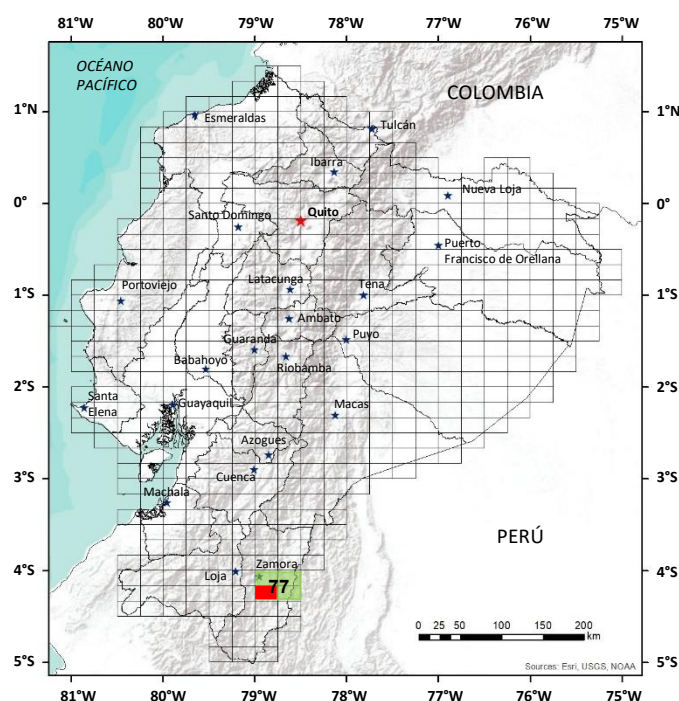 81°W 80°W 79°W 78°W 77°W 76°W 75°W
OCÉANO
PACÍFICO
COLOMBIA
1°N 1°N
Esmeraldas
Tulcán
Ibarra
Nueva Loja
0° 0°
Santo Domingo
Quito
Puerto
Francisco de Orellana
Latacunga
Tena
Portoviejo
1°S 1°S
Ambato
Puyo
Guaranda
Riobamba
Babahoyo
2°S 2°S
Santa
Elena
Guayaquil
Macas
Azogues
Cuenca
3°S 3°S
Machala
PERÚ
Zamora
Loja
77
4°S 4°S
0 25 50 100 150 200
km
Sources: Esri, USGS, NOAA
5°S 5°S
81°W 80°W 79°W 78°W 77°W 76°W 75°W